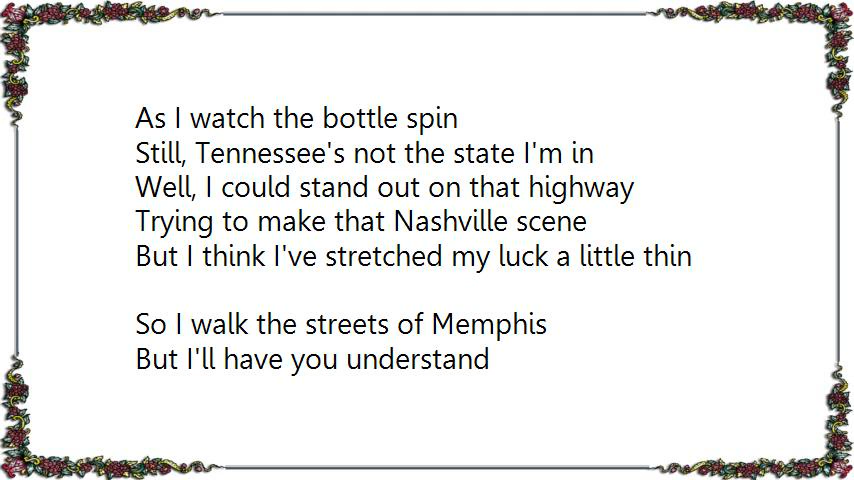 As I watch the bottle spin
Still, Tennessee's not the state I'm in
Well, I could stand out on that highway
Trying to make that Nashville scene
But I think I've stretched my luck a little thin

So I walk the streets of Memphis
But I'll have you understand